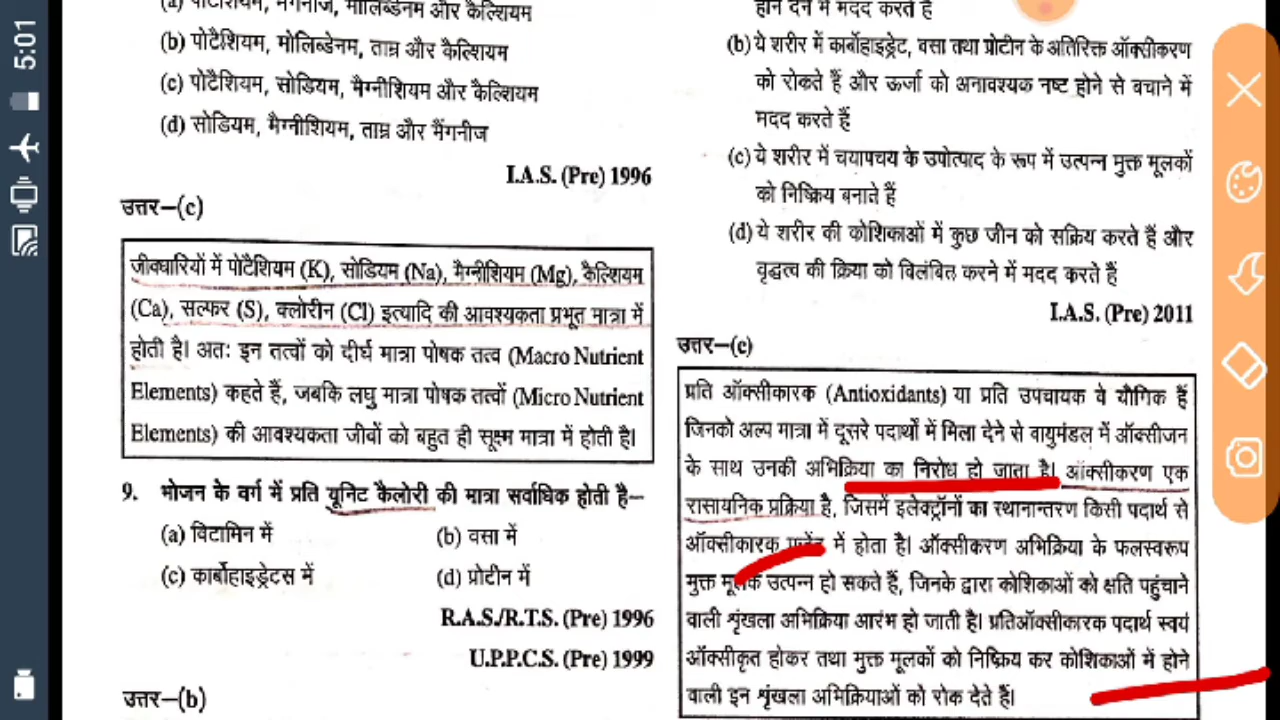 5:01
(a) पोटैशियम, मैंगनीज, मोलिब्डेनम और कैल्शियम
(b) पोटैशियम, मोलिब्डेनम, ताम्र और कैल्शियम
(c) पोटैशियम, सोडियम, मैग्नीशियम और कैल्शियम
(d) सोडियम, मैग्नीशियम, ताम्र और मैंगनीज
I.A.S. (Pre) 1996
उत्तर–(c)
जीवधारियों में पोटैशियम (K), सोडियम (Na), मैग्नीशियम (Mg), कैल्शियम
(Ca), सल्फर (S), क्लोरीन (Cl) इत्यादि की आवश्यकता प्रभूत मात्रा में
होती है। अतः इन तत्वों को दीर्घ मात्रा पोषक तत्व (Macro Nutrient
Elements) कहते हैं, जबकि लघु मात्रा पोषक तत्वों (Micro Nutrient
Elements) की आवश्यकता जीवों को बहुत ही सूक्ष्म मात्रा में होती है।
9. भोजन के वर्ग में प्रति यूनिट कैलोरी की मात्रा सर्वाधिक होती है–
(a) विटामिन में (b) वसा में
(c) कार्बोहाइड्रेटस में (d) प्रोटीन में
R.A.S./R.T.S. (Pre) 1996
U.P.P.C.S. (Pre) 1999
उत्तर–(b)
होने देने में मदद करते हैं
(b) ये शरीर में कार्बोहाइड्रेट, वसा तथा प्रोटीन के अतिरिक्त ऑक्सीकरण
को रोकते हैं और ऊर्जा को अनावश्यक नष्ट होने से बचाने में
मदद करते हैं
(c) ये शरीर में चयापचय के उपोत्पाद के रूप में उत्पन्न मुक्त मूलकों
को निष्क्रिय बनाते हैं
(d) ये शरीर की कोशिकाओं में कुछ जीन को सक्रिय करते हैं और
वृद्धत्व की क्रिया को विलंबित करने में मदद करते हैं
I.A.S. (Pre) 2011
उत्तर–(c)
प्रति ऑक्सीकारक (Antioxidants) या प्रति उपचायक वे यौगिक हैं
जिनको अल्प मात्रा में दूसरे पदार्थों में मिला देने से वायुमंडल में ऑक्सीजन
के साथ उनकी अभिक्रिया का निरोध हो जाता है। ऑक्सीकरण एक
रासायनिक प्रक्रिया है, जिसमें इलेक्ट्रॉनों का स्थानान्तरण किसी पदार्थ से
ऑक्सीकारक एजेंट में होता है। ऑक्सीकरण अभिक्रिया के फलस्वरूप
मुक्त मूलक उत्पन्न हो सकते हैं, जिनके द्वारा कोशिकाओं को क्षति पहुंचाने
वाली शृंखला अभिक्रिया आरंभ हो जाती है। प्रतिऑक्सीकारक पदार्थ स्वयं
ऑक्सीकृत होकर तथा मुक्त मूलकों को निष्क्रिय कर कोशिकाओं में होने
वाली इन शृंखला अभिक्रियाओं को रोक देते हैं।